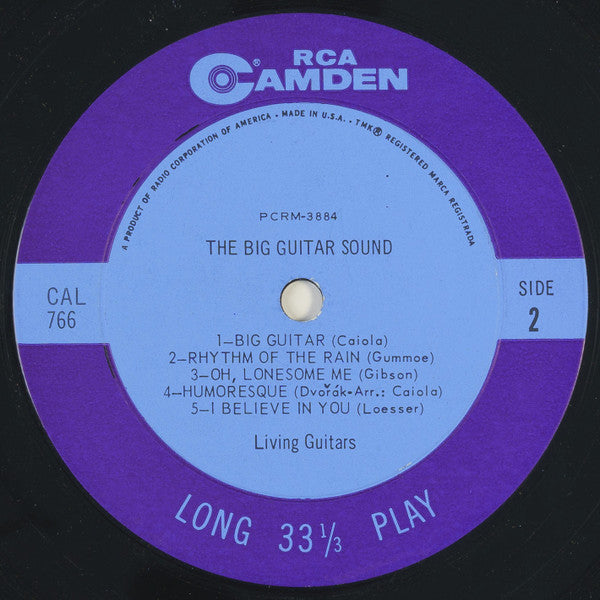 RCA
CAMDEN®
A PRODUCT OF RADIO CORPORATION OF AMERICA • MADE IN U.S.A. • TMK® REGISTERED MARCA REGISTRADA
PCRM-3884
THE BIG GUITAR SOUND
CAL
766
SIDE
2
1—BIG GUITAR (Caiola)
2—RHYTHM OF THE RAIN (Gummoe)
3—OH, LONESOME ME (Gibson)
4—HUMORESQUE (Dvořák-Arr.: Caiola)
5—I BELIEVE IN YOU (Loesser)
Living Guitars
LONG 33⅓ PLAY